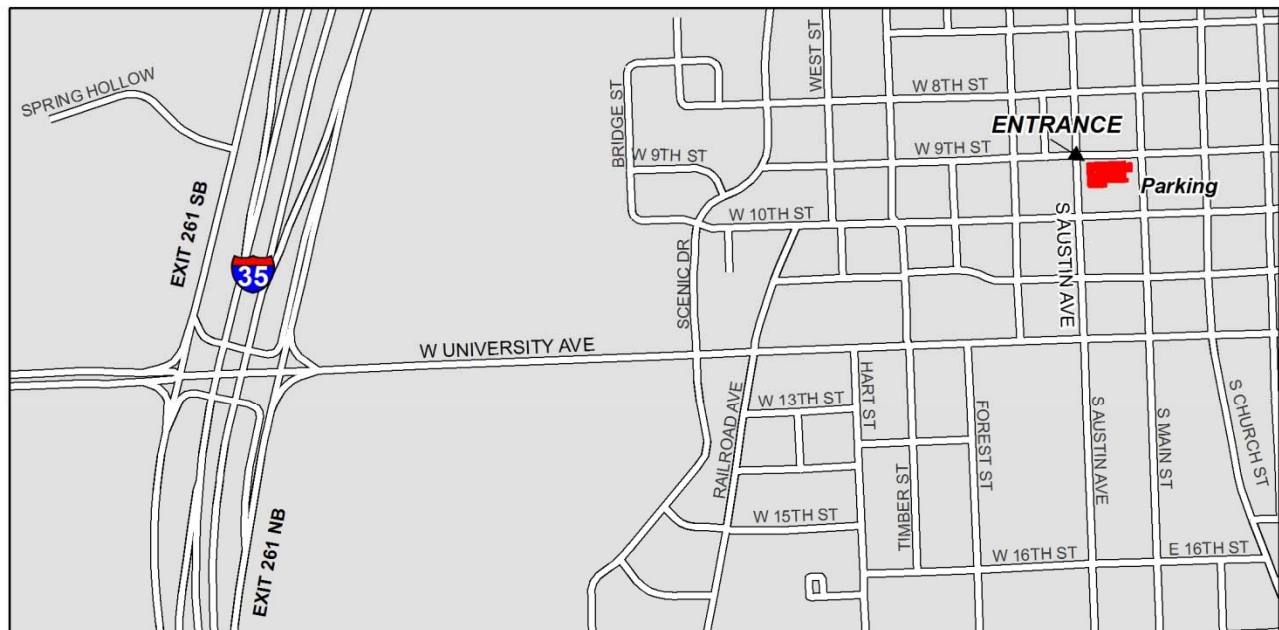 SPRING HOLLOW
WEST ST
W 8TH ST
BRIDGE ST
ENTRANCE
W 9TH ST
W 9TH ST
Parking
W 10TH ST
S AUSTIN AVE
EXIT 261 SB
35
SCENIC DR
W UNIVERSITY AVE
HART ST
W 13TH ST
FOREST ST
S AUSTIN AVE
S MAIN ST
S CHURCH ST
RAILROAD AVE
TIMBER ST
W 15TH ST
W 16TH ST
E 16TH ST
EXIT 261 NB